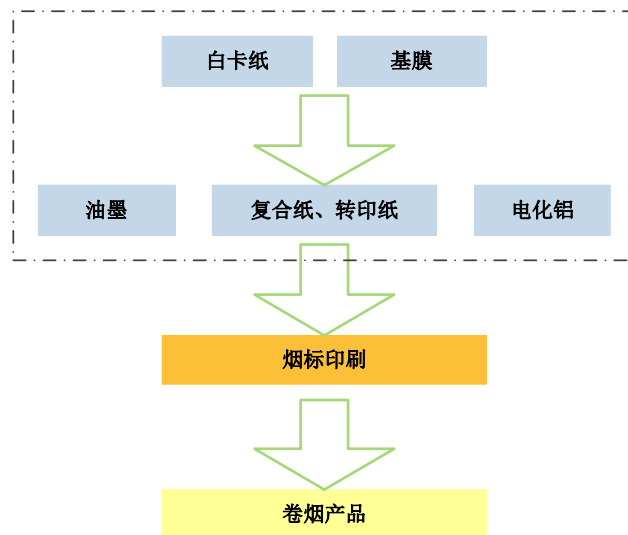 白卡纸
基膜
油墨
复合纸、转印纸
电化铝
烟标印刷
卷烟产品